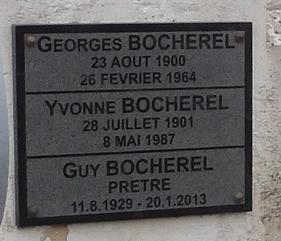 GEORGES BOCHEREL
23 AOUT 1900
26 FEVRIER 1964
YVONNE BOCHEREL
28 JUILLET 1901
8 MAI 1987
GUY BOCHEREL
PRETRE
11.8.1929 - 20.1.2013